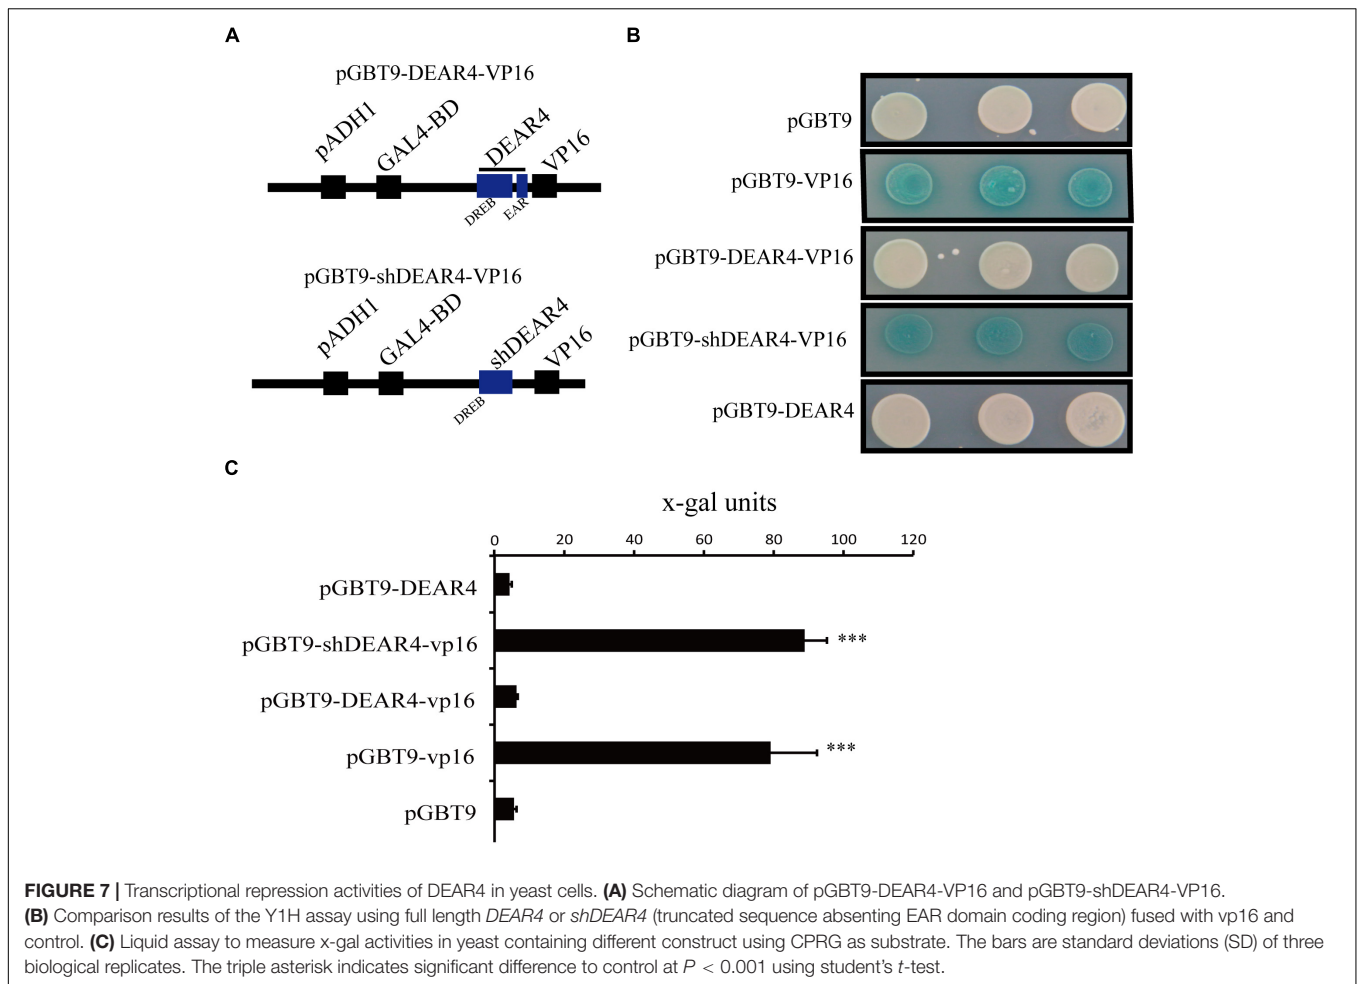 A
pGBT9-DEAR4-VP16
pADH1
GAL4-BD
DEAR4
VP16
DREB
EAR
pGBT9-shDEAR4-VP16
pADH1
GAL4-BD
shDEAR4
VP16
DREB
B
pGBT9
pGBT9-VP16
pGBT9-DEAR4-VP16
pGBT9-shDEAR4-VP16
pGBT9-DEAR4
C
x-gal units
0 20 40 60 80 100 120
pGBT9-DEAR4
pGBT9-shDEAR4-vp16 ***
pGBT9-DEAR4-vp16
pGBT9-vp16 ***
pGBT9
FIGURE 7 | Transcriptional repression activities of DEAR4 in yeast cells. (A) Schematic diagram of pGBT9-DEAR4-VP16 and pGBT9-shDEAR4-VP16.
(B) Comparison results of the Y1H assay using full length DEAR4 or shDEAR4 (truncated sequence absenting EAR domain coding region) fused with vp16 and
control. (C) Liquid assay to measure x-gal activities in yeast containing different construct using CPRG as substrate. The bars are standard deviations (SD) of three
biological replicates. The triple asterisk indicates significant difference to control at P < 0.001 using student's t-test.